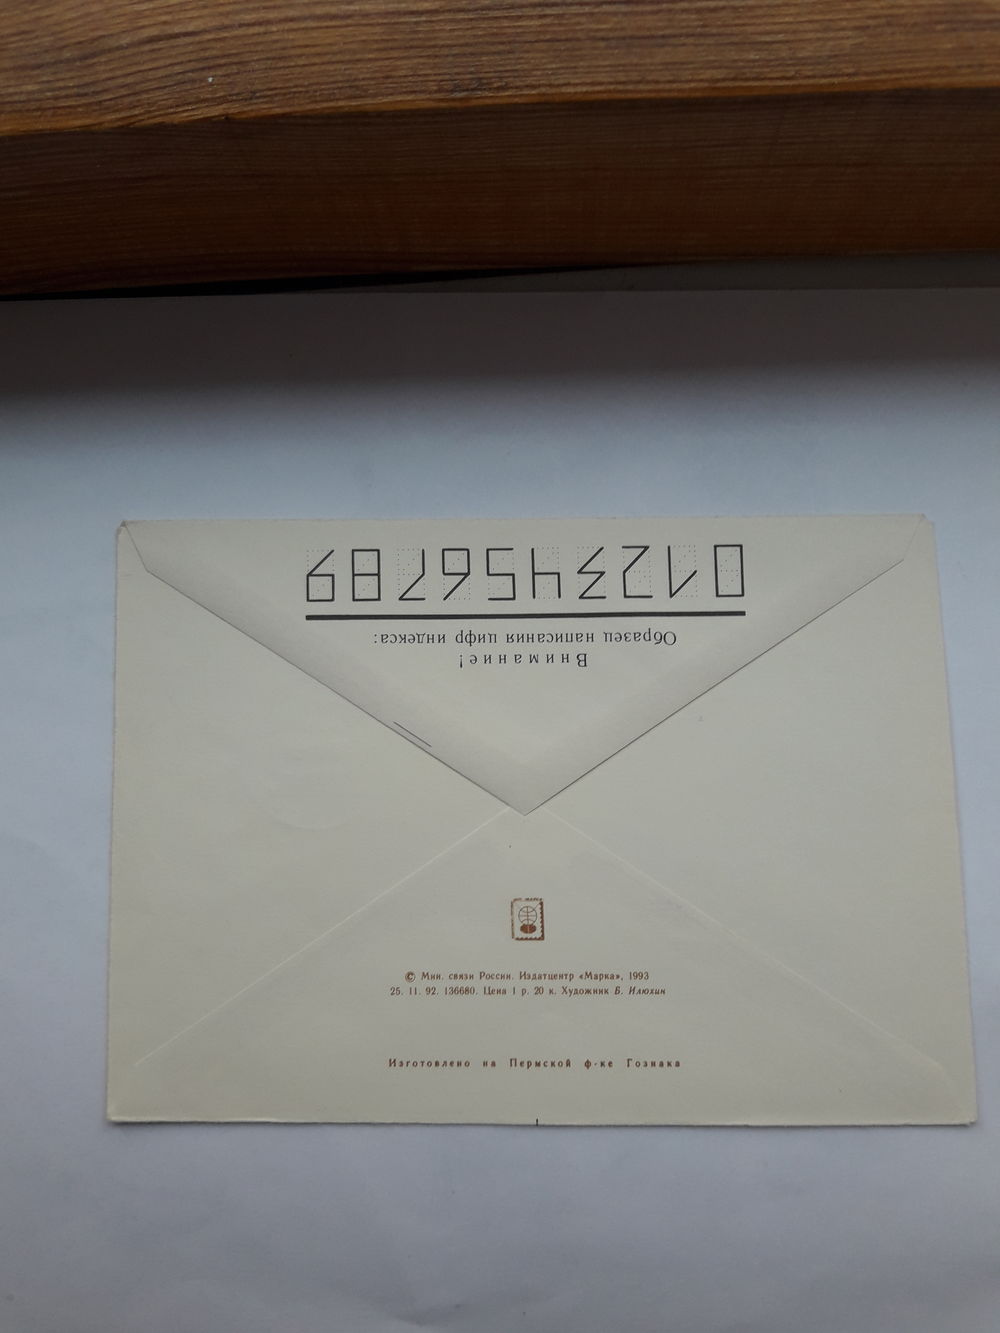 Внимание!
Образец написания цифр индекса:
0123456789
© Мин. связи России. Издатцентр «Марка», 1993
25. 11. 92. 136680. Цена 1 р. 20 к. Художник Б. Илюхин
Изготовлено на Пермской ф-ке Гознака